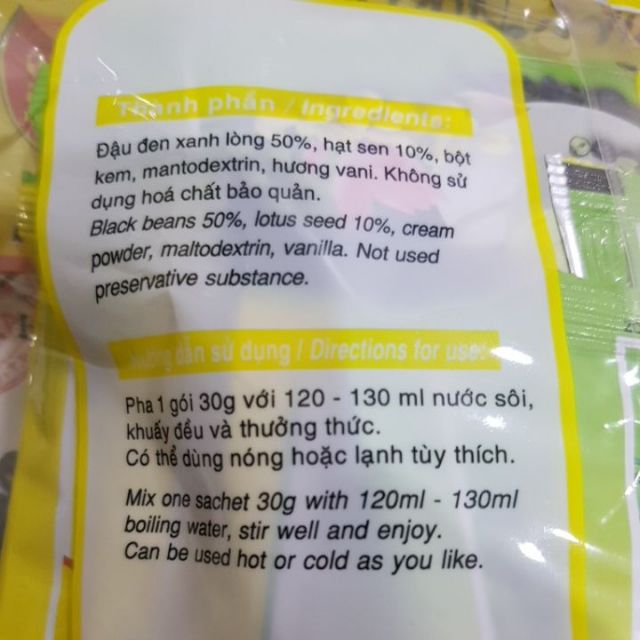 Thành phần / Ingredients:
Đậu đen xanh lòng 50%, hạt sen 10%, bột
kem, mantodextrin, hương vani. Không sử
dụng hoá chất bảo quản.
Black beans 50%, lotus seed 10%, cream
powder, maltodextrin, vanilla. Not used
preservative substance.
Hướng dẫn sử dụng / Directions for used:
Pha 1 gói 30g với 120 - 130 ml nước sôi,
khuấy đều và thưởng thức.
Có thể dùng nóng hoặc lạnh tùy thích.
Mix one sachet 30g with 120ml - 130ml
boiling water, stir well and enjoy.
Can be used hot or cold as you like.